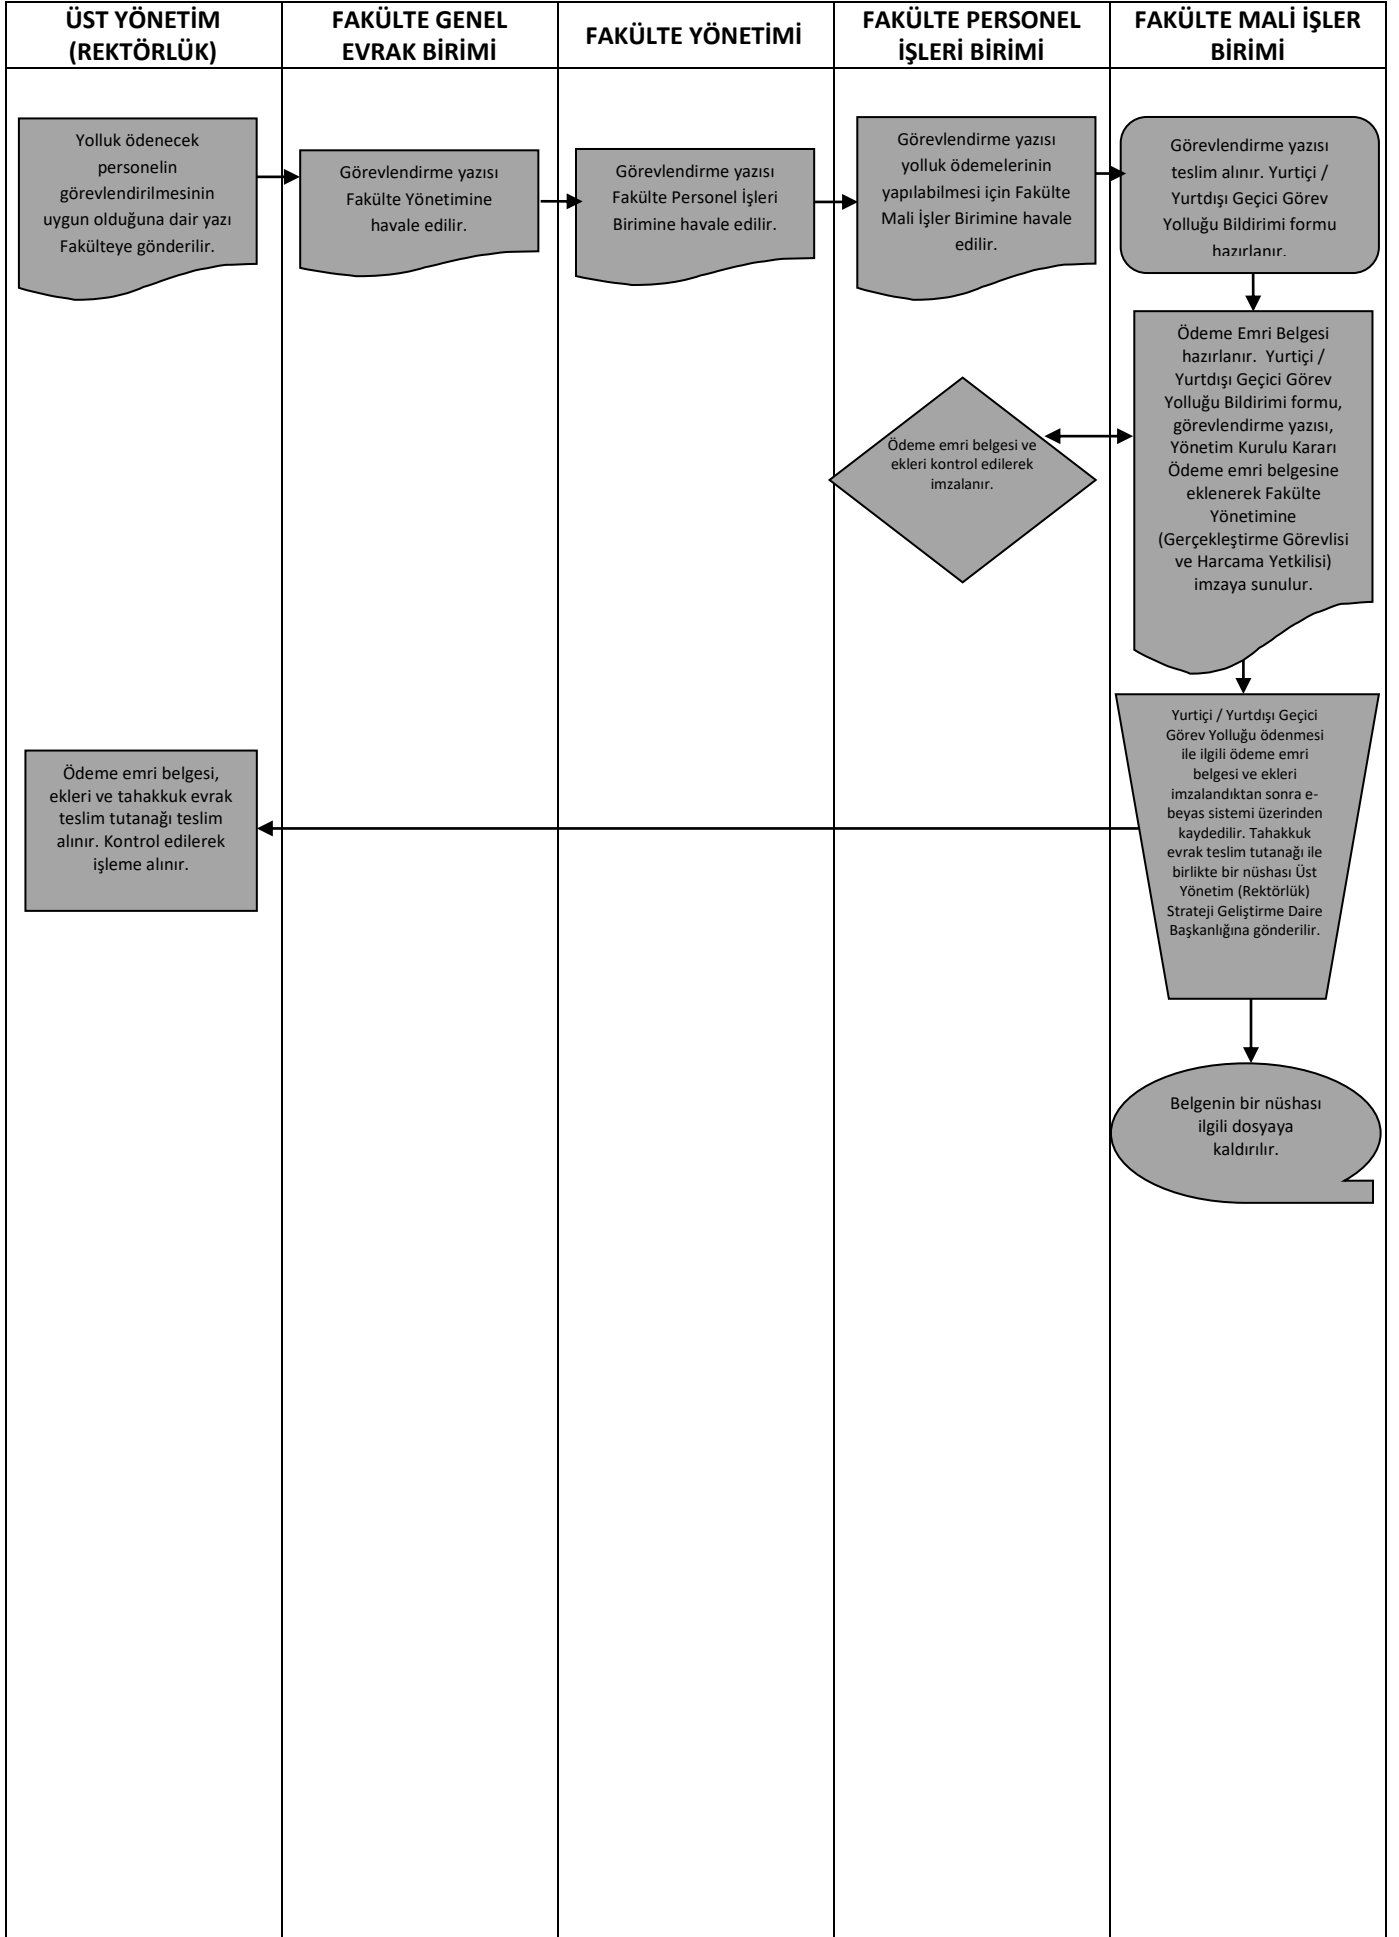 ÜST YÖNETİM
(REKTÖRLÜK)
FAKÜLTE GENEL
EVRAK BİRİMİ
FAKÜLTE YÖNETİMİ
FAKÜLTE PERSONEL
İŞLERİ BİRİMİ
FAKÜLTE MALİ İŞLER
BİRİMİ
Yolluk ödenecek
personelin
görevlendirilmesinin
uygun olduğuna dair yazı
Fakülteye gönderilir.
Görevlendirme yazısı
Fakülte Yönetimine
havale edilir.
Görevlendirme yazısı
Fakülte Personel İşleri
Birimine havale edilir.
Görevlendirme yazısı
yolluk ödemelerinin
yapılabilmesi için Fakülte
Mali İşler Birimine havale
edilir.
Görevlendirme yazısı
teslim alınır. Yurtiçi /
Yurtdışı Geçici Görev
Yolluğu Bildirimi formu
hazırlanır.
Ödeme Emri Belgesi
hazırlanır. Yurtiçi /
Yurtdışı Geçici Görev
Yolluğu Bildirimi formu,
görevlendirme yazısı,
Yönetim Kurulu Kararı
Ödeme emri belgesine
eklenerek Fakülte
Yönetimine
(Gerçekleştirme Görevlisi
ve Harcama Yetkilisi)
imzaya sunulur.
Ödeme emri belgesi ve
ekleri kontrol edilerek
imzalanır.
Yurtiçi / Yurtdışı Geçici
Görev Yolluğu ödenmesi
ile ilgili ödeme emri
belgesi ve ekleri
imzalandıktan sonra e-
beyas sistemi üzerinden
kaydedilir. Tahakkuk
evrak teslim tutanağı ile
birlikte bir nüshası Üst
Yönetim (Rektörlük)
Strateji Geliştirme Daire
Başkanlığına gönderilir.
Ödeme emri belgesi,
ekleri ve tahakkuk evrak
teslim tutanağı teslim
alınır. Kontrol edilerek
işleme alınır.
Belgenin bir nüshası
ilgili dosyaya
kaldırılır.